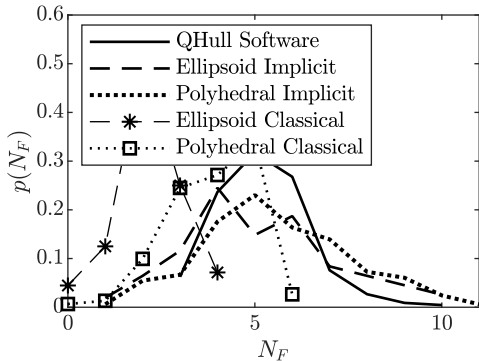 0.6
QHull Software
Ellipsoid Implicit
Polyhedral Implicit
Ellipsoid Classical
Polyhedral Classical
0.5
0.4
0.3
0.2
0.1
0
p(N_F)
0 5 10
N_F